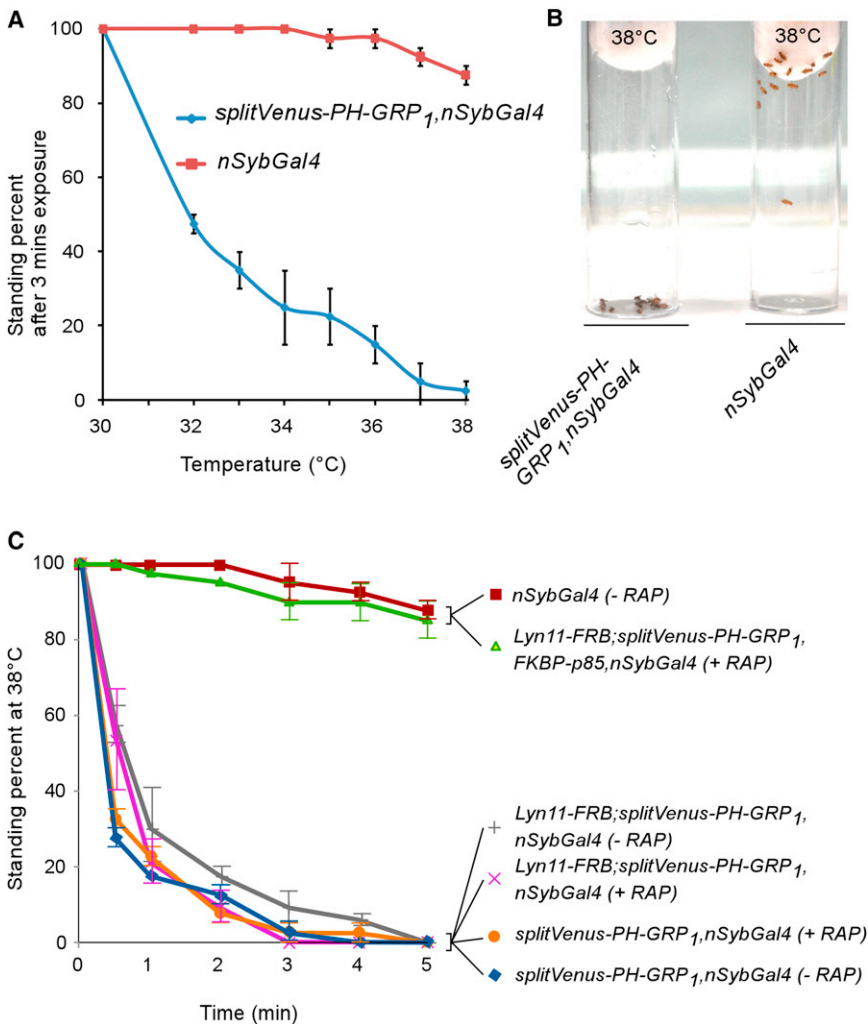 A
Standing percent
after 3 mins exposure
100
80
60
40
20
0
splitVenus-PH-GRP1,nSybGal4
nSybGal4
30 32 34 36 38
Temperature (°C)
B
38°C 38°C
splitVenus-PH-
GRP1,nSybGal4
nSybGal4
C
Standing percent at 38°C
100
80
60
40
20
0
0 1 2 3 4 5
Time (min)
nSybGal4 (- RAP)
Lyn11-FRB;splitVenus-PH-GRP1,
FKBP-p85,nSybGal4 (+ RAP)
Lyn11-FRB;splitVenus-PH-GRP1,
nSybGal4 (- RAP)
Lyn11-FRB;splitVenus-PH-GRP1,
nSybGal4 (+ RAP)
splitVenus-PH-GRP1,nSybGal4 (+ RAP)
splitVenus-PH-GRP1,nSybGal4 (- RAP)